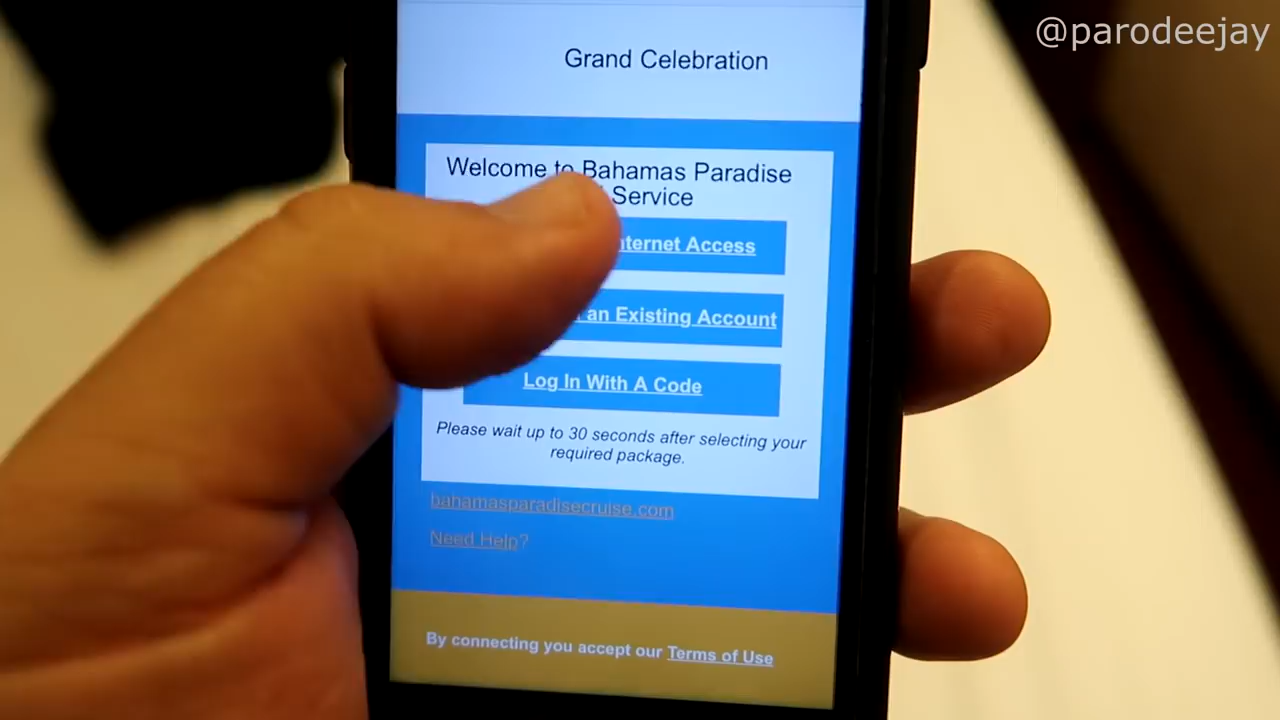 @parodeejay
Grand Celebration
Welcome to Bahamas Paradise
Service
Internet Access
an Existing Account
Log In With A Code
Please wait up to 30 seconds after selecting your
required package.
bahamasparadisecruise.com
Need Help?
By connecting you accept our Terms of Use